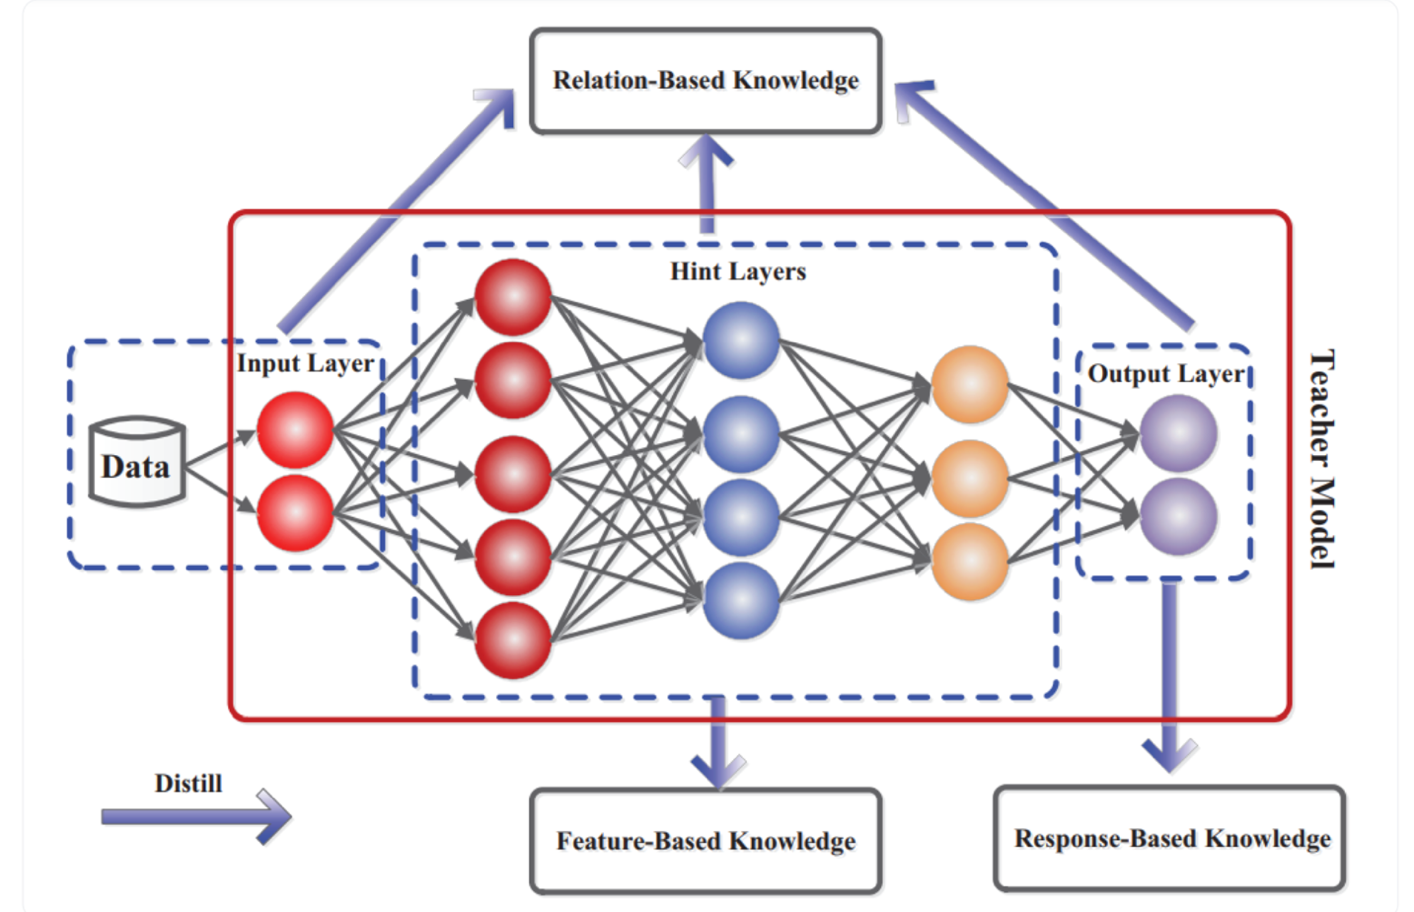 Relation-Based Knowledge
Hint Layers
Input Layer
Output Layer
Data
Teacher Model
Distill
Feature-Based Knowledge
Response-Based Knowledge